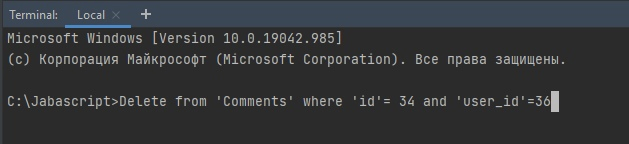 Terminal: Local × +
Microsoft Windows [Version 10.0.19042.985]
(c) Корпорация Майкрософт (Microsoft Corporation). Все права защищены.
C:\Jabascript>Delete from 'Comments' where 'id'= 34 and 'user_id'=36